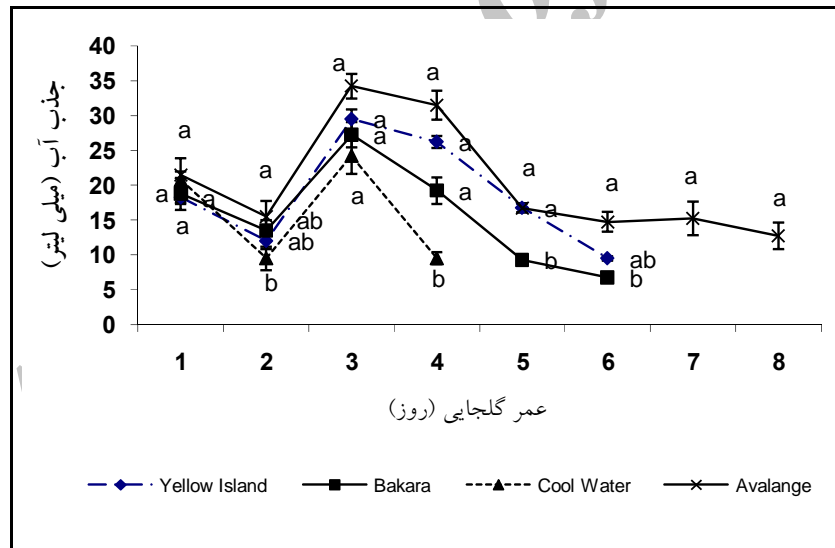 جذب آب (میلی لیتر)
40
35
30
25
20
15
10
5
0
a a a a a a a a
a a a a
a a a a
a ab ab a b ab
b b b
1 2 3 4 5 6 7 8
عمر گلجایی (روز)
Yellow Island Bakara Cool Water Avalange